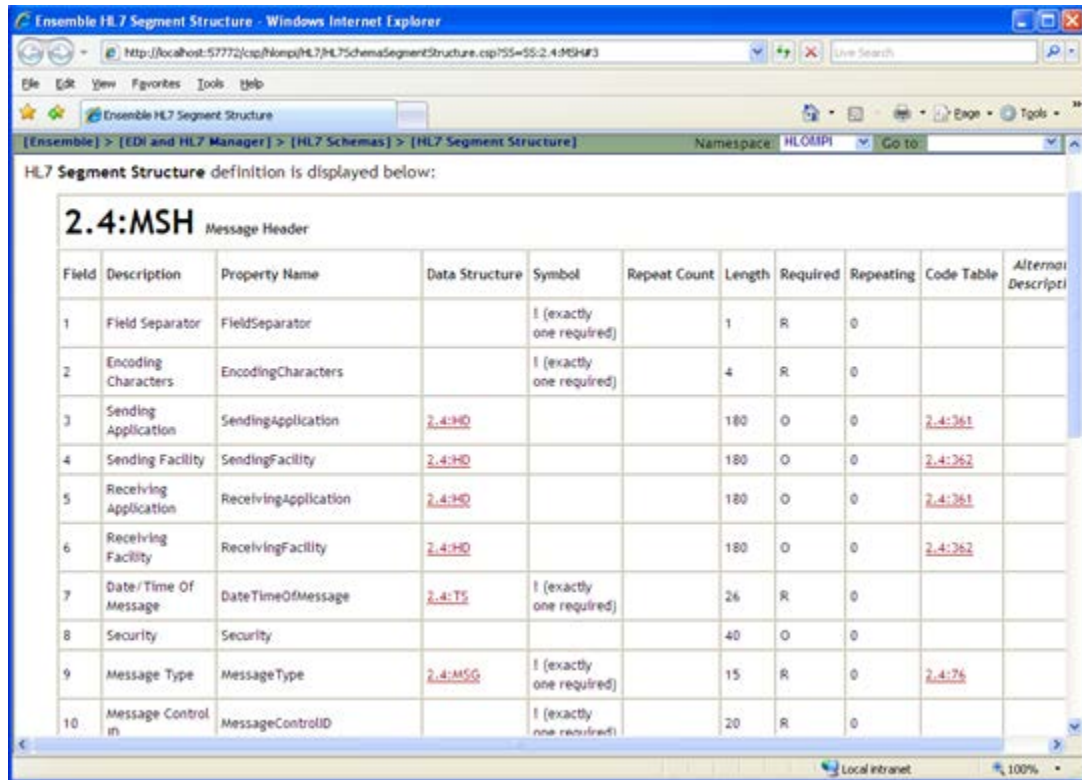 Ensemble HL7 Segment Structure - Windows Internet Explorer
http://localhost:57772/csp/hlompi/HL7/HL7SchemaSegmentStructure.csp?SS=SS:2.4:MSH#3
Live Search
File Edit View Favorites Tools Help
Ensemble HL7 Segment Structure
Page Tools
[Ensemble] > [EDI and HL7 Manager] > [HL7 Schemas] > [HL7 Segment Structure] Namespace: HLOMPI Go to:
HL7 Segment Structure definition is displayed below:
2.4:MSH Message Header
Field Description Property Name Data Structure Symbol Repeat Count Length Required Repeating Code Table Alternat
Descripti
1 Field Separator FieldSeparator ! (exactly one required) 1 R 0
2 Encoding Characters EncodingCharacters ! (exactly one required) 4 R 0
3 Sending Application SendingApplication 2.4:HD 180 O 0 2.4:361
4 Sending Facility SendingFacility 2.4:HD 180 O 0 2.4:362
5 Receiving Application ReceivingApplication 2.4:HD 180 O 0 2.4:361
6 Receiving Facility ReceivingFacility 2.4:HD 180 O 0 2.4:362
7 Date/Time Of Message DateTimeOfMessage 2.4:TS ! (exactly one required) 26 R 0
8 Security Security 40 O 0
9 Message Type MessageType 2.4:MSG ! (exactly one required) 15 R 0 2.4:76
10 Message Control ID MessageControlID ! (exactly one required) 20 R 0
Local intranet 100%